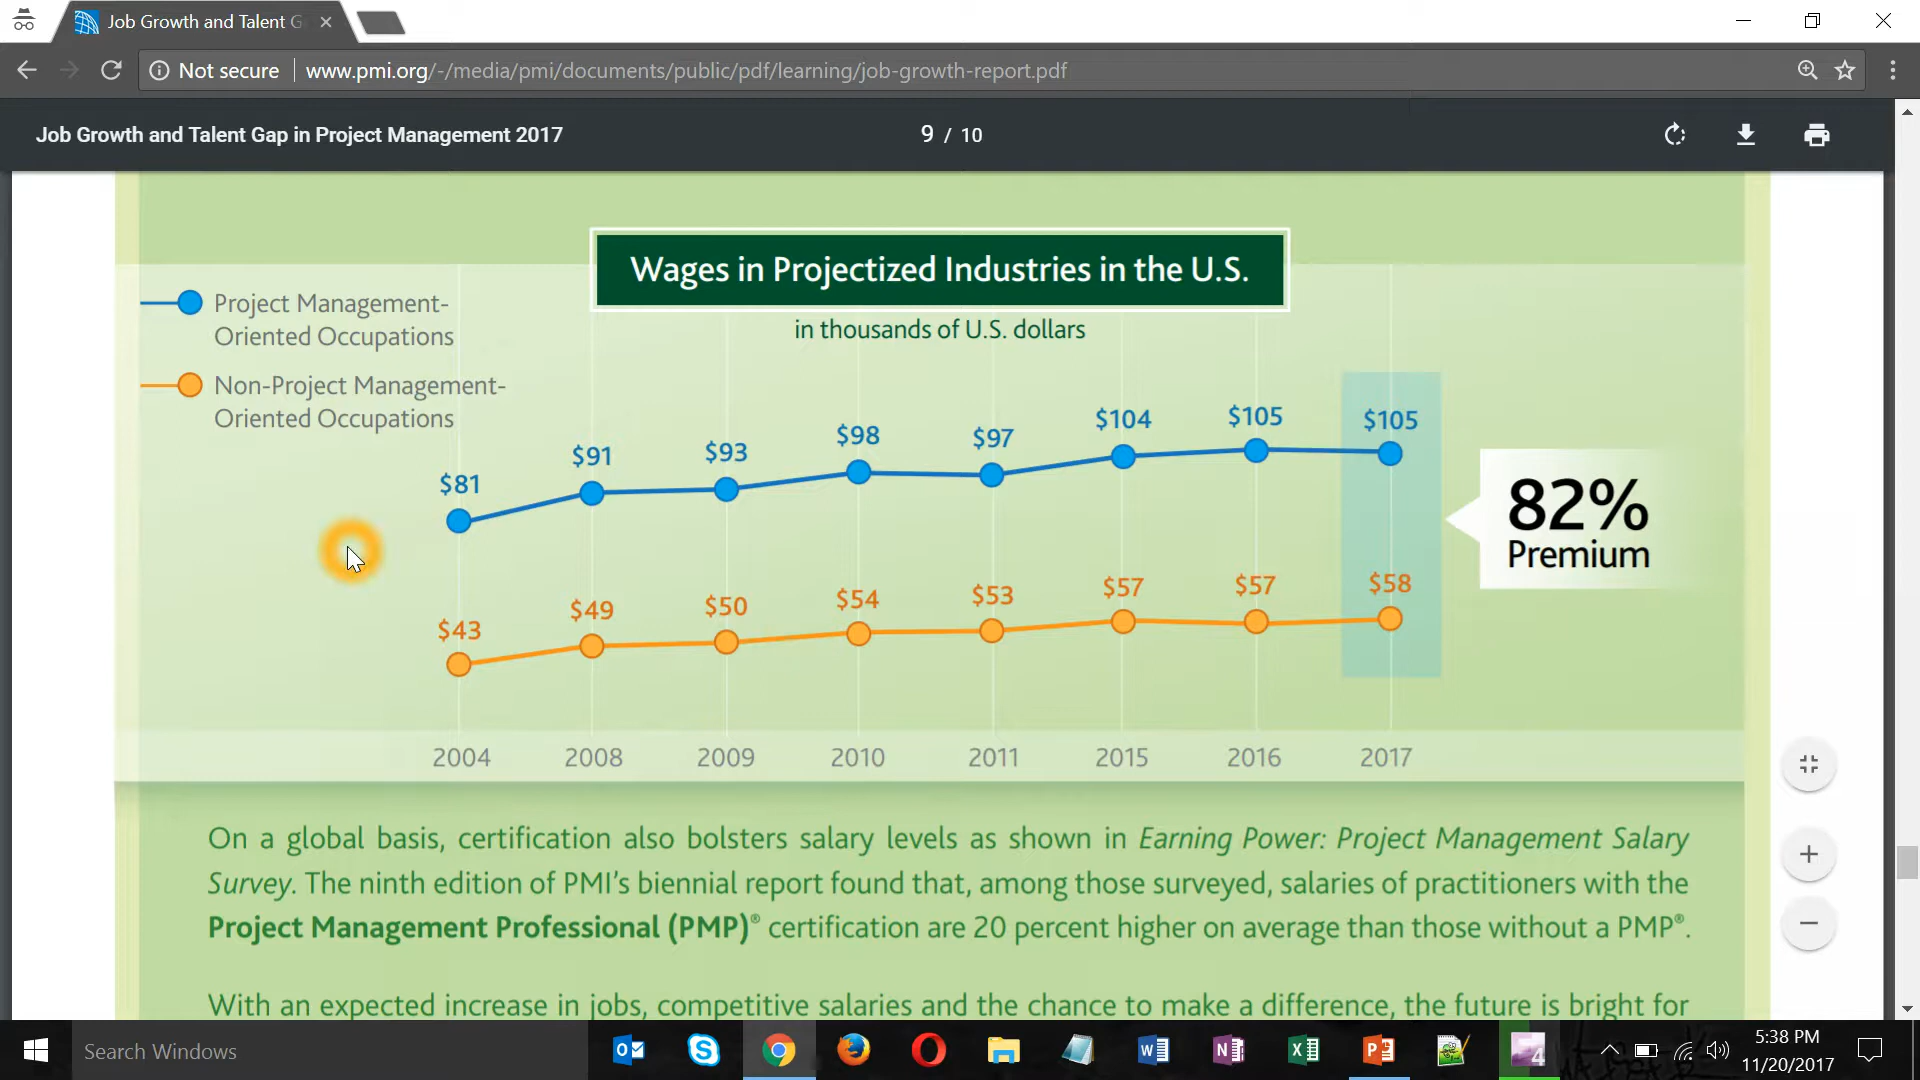 Job Growth and Talent G
Not secure
www.pmi.org/-/media/pmi/documents/public/pdf/learning/job-growth-report.pdf
Job Growth and Talent Gap in Project Management 2017
9 / 10
Wages in Projectized Industries in the U.S.
in thousands of U.S. dollars
Project Management-
Oriented Occupations
Non-Project Management-
Oriented Occupations
$81 $91 $93 $98 $97 $104 $105 $105
$43 $49 $50 $54 $53 $57 $57 $58
82%
Premium
2004 2008 2009 2010 2011 2015 2016 2017
On a global basis, certification also bolsters salary levels as shown in Earning Power: Project Management Salary
Survey. The ninth edition of PMI's biennial report found that, among those surveyed, salaries of practitioners with the
Project Management Professional (PMP)® certification are 20 percent higher on average than those without a PMP®.
With an expected increase in jobs, competitive salaries and the chance to make a difference, the future is bright for
Search Windows
5:38 PM
11/20/2017